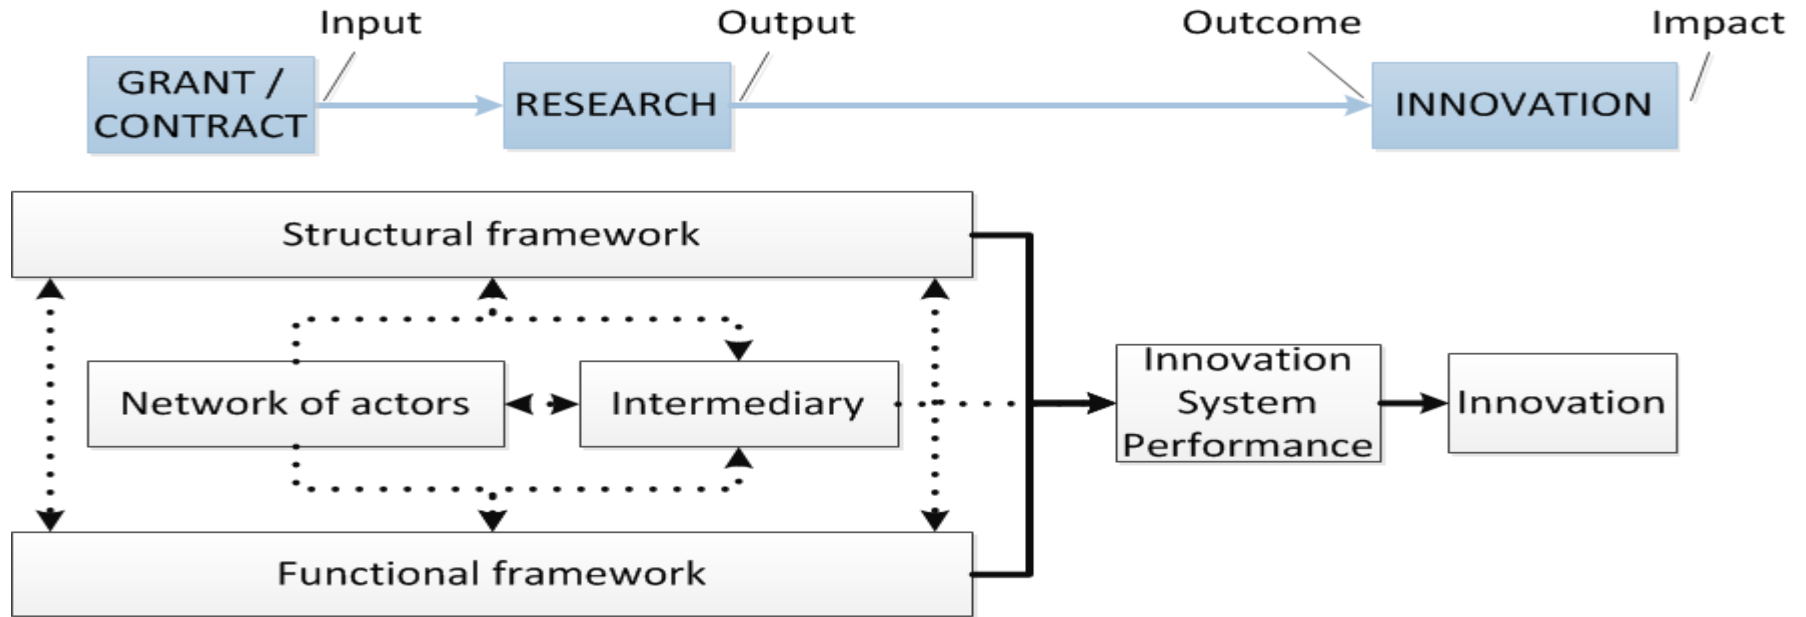 Input
Output
Outcome
Impact
GRANT /
CONTRACT
RESEARCH
INNOVATION
Structural framework
Network of actors
Intermediary
Innovation
System
Performance
Innovation
Functional framework